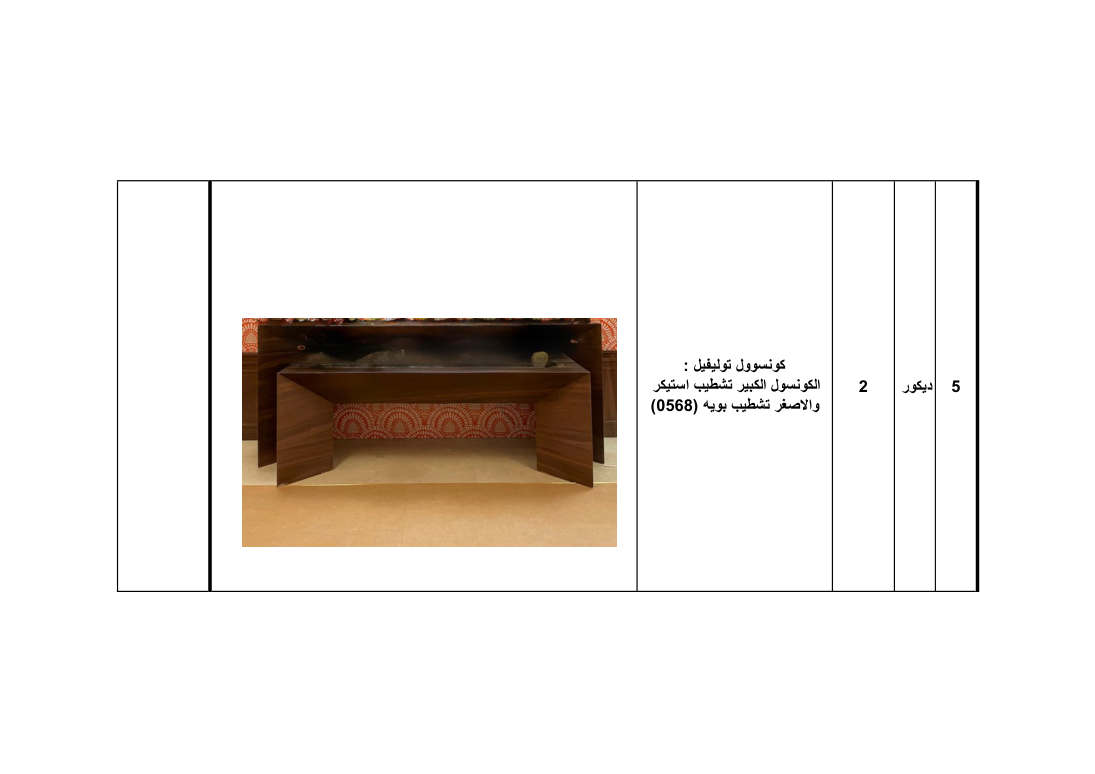 5
ديكور
2
كونسوول توليفيل :
الكونسول الكبير تشطيب استيكر
والاصغر تشطيب بويه (0568)